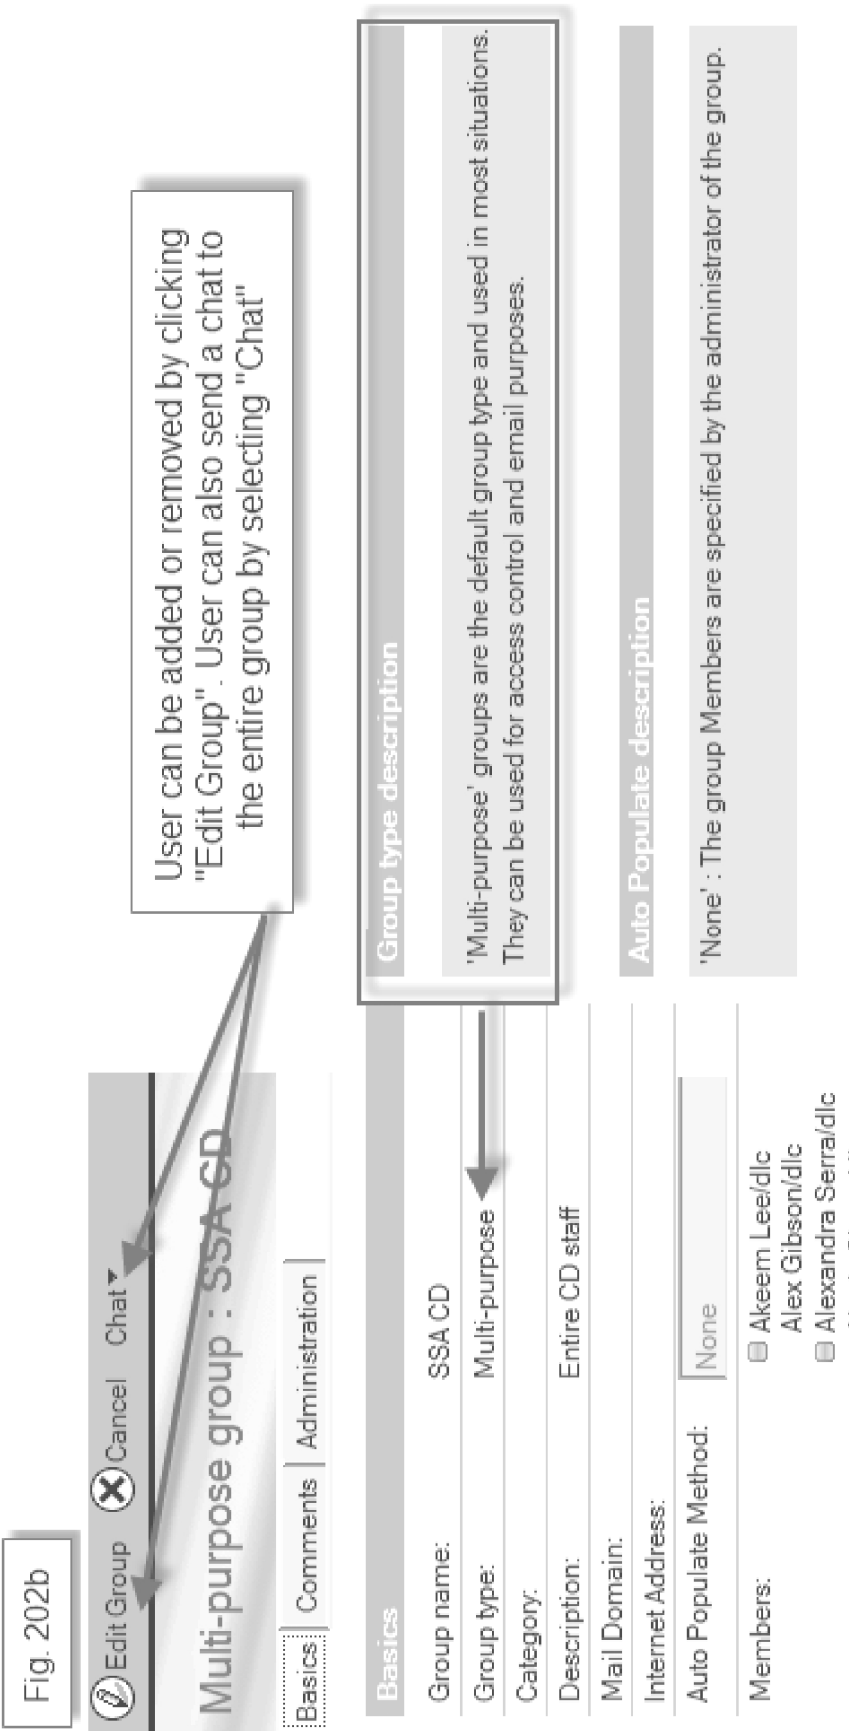 Fig. 202b
Edit Group Cancel Chat
User can be added or removed by clicking
"Edit Group". User can also send a chat to
the entire group by selecting "Chat"
Multi-purpose group : SSA CD
Basics Comments Administration
Basics
Group type description
Group name: SSA CD
Group type: Multi-purpose
'Multi-purpose' groups are the default group type and used in most situations.
They can be used for access control and email purposes.
Category:
Description: Entire CD staff
Mail Domain:
Internet Address:
Auto Populate description
Auto Populate Method: None
'None' : The group Members are specified by the administrator of the group.
Members: Akeem Lee/dlc
Alex Gibson/dlc
Alexandra Serra/dlc